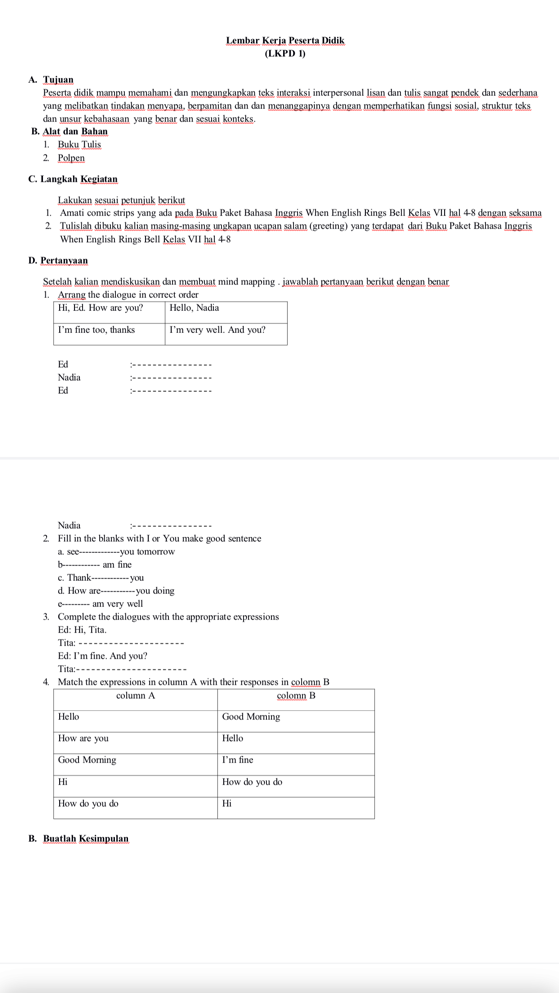 Lembar Kerja Peserta Didik
(LKPD 1)
A. Tujuan
Peserta didik mampu memahami dan mengungkapkan teks interaksi interpersonal lisan dan tulis sangat pendek dan sederhana
yang melibatkan tindakan menyapa, berpamitan dan dan menanggapinya dengan memperhatikan fungsi sosial, struktur teks
dan unsur kebahasaan yang benar dan sesuai konteks.
B. Alat dan Bahan
1. Buku Tulis
2. Polpen
C. Langkah Kegiatan
Lakukan sesuai petunjuk berikut
1. Amati comic strips yang ada pada Buku Paket Bahasa Inggris When English Rings Bell Kelas VII hal 4-8 dengan seksama
2. Tulislah dibuku kalian masing-masing ungkapan ucapan salam (greeting) yang terdapat dari Buku Paket Bahasa Inggris
When English Rings Bell Kelas VII hal 4-8
D. Pertanyaan
Setelah kalian mendiskusikan dan membuat mind mapping . jawablah pertanyaan berikut dengan benar
1. Arrang the dialogue in correct order
Hi, Ed. How are you? Hello, Nadia
I'm fine too, thanks I'm very well. And you?
Ed :----------------
Nadia :----------------
Ed :----------------
Nadia :----------------
2. Fill in the blanks with I or You make good sentence
a. see-------------you tomorrow
b------------ am fine
c. Thank------------you
d. How are-----------you doing
e--------- am very well
3. Complete the dialogues with the appropriate expressions
Ed: Hi, Tita.
Tita: ---------------------
Ed: I'm fine. And you?
Tita:----------------------
4. Match the expressions in column A with their responses in colomn B
column A colomn B
Hello Good Morning
How are you Hello
Good Morning I'm fine
Hi How do you do
How do you do Hi
B. Buatlah Kesimpulan